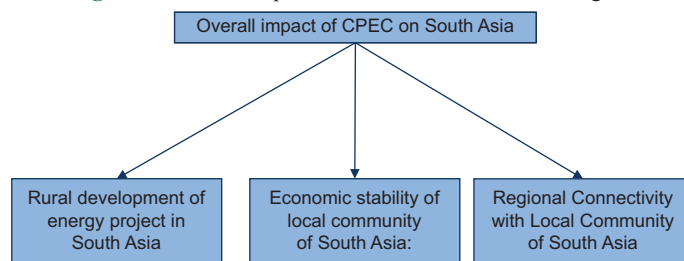 Overall impact of CPEC on South Asia
Rural development of
energy project in
South Asia
Economic stability of
local community
of South Asia:
Regional Connectivity
with Local Community
of South Asia